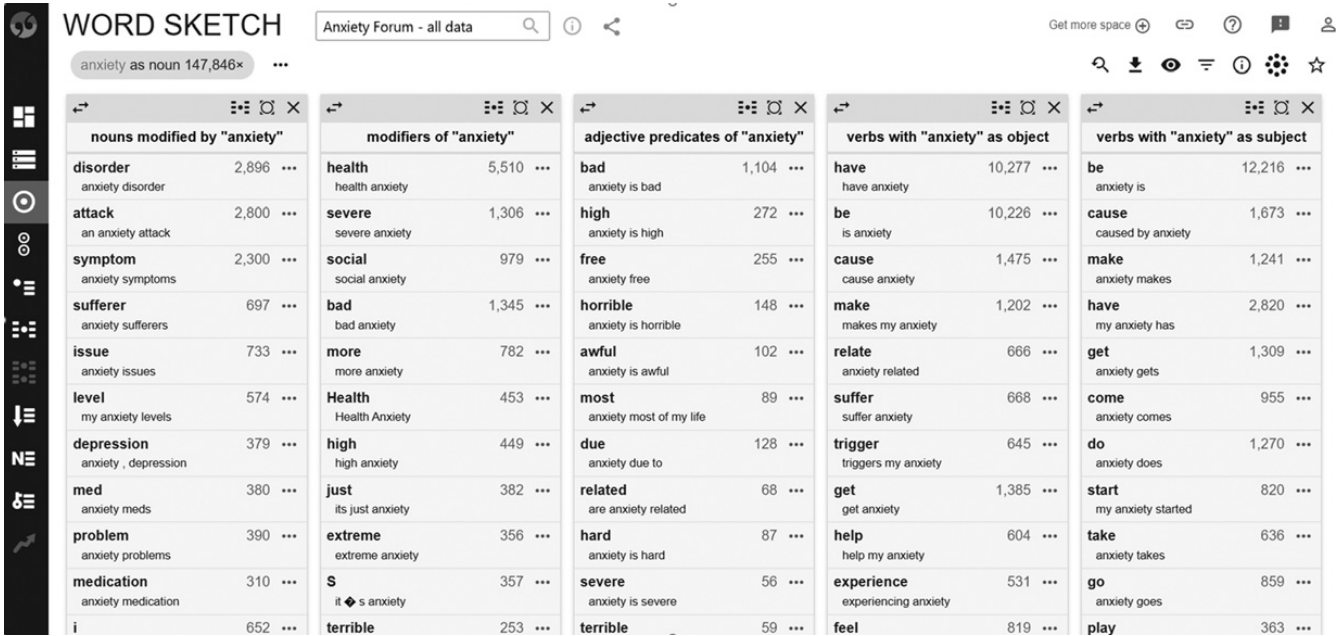 WORD SKETCH
Anxiety Forum - all data
Get more space
anxiety as noun 147,846×
nouns modified by "anxiety"
disorder 2,896
anxiety disorder
attack 2,800
an anxiety attack
symptom 2,300
anxiety symptoms
sufferer 697
anxiety sufferers
issue 733
anxiety issues
level 574
my anxiety levels
depression 379
anxiety , depression
med 380
anxiety meds
problem 390
anxiety problems
medication 310
anxiety medication
i 652
modifiers of "anxiety"
health 5,510
health anxiety
severe 1,306
severe anxiety
social 979
social anxiety
bad 1,345
bad anxiety
more 782
more anxiety
Health 453
Health Anxiety
high 449
high anxiety
just 382
its just anxiety
extreme 356
extreme anxiety
S 357
it � s anxiety
terrible 253
adjective predicates of "anxiety"
bad 1,104
anxiety is bad
high 272
anxiety is high
free 255
anxiety free
horrible 148
anxiety is horrible
awful 102
anxiety is awful
most 89
anxiety most of my life
due 128
anxiety due to
related 68
are anxiety related
hard 87
anxiety is hard
severe 56
anxiety is severe
terrible 59
verbs with "anxiety" as object
have 10,277
have anxiety
be 10,226
is anxiety
cause 1,475
cause anxiety
make 1,202
makes my anxiety
relate 666
anxiety related
suffer 668
suffer anxiety
trigger 645
triggers my anxiety
get 1,385
get anxiety
help 604
help my anxiety
experience 531
experiencing anxiety
feel 819
verbs with "anxiety" as subject
be 12,216
anxiety is
cause 1,673
caused by anxiety
make 1,241
anxiety makes
have 2,820
my anxiety has
get 1,309
anxiety gets
come 955
anxiety comes
do 1,270
anxiety does
start 820
my anxiety started
take 636
anxiety takes
go 859
anxiety goes
play 363